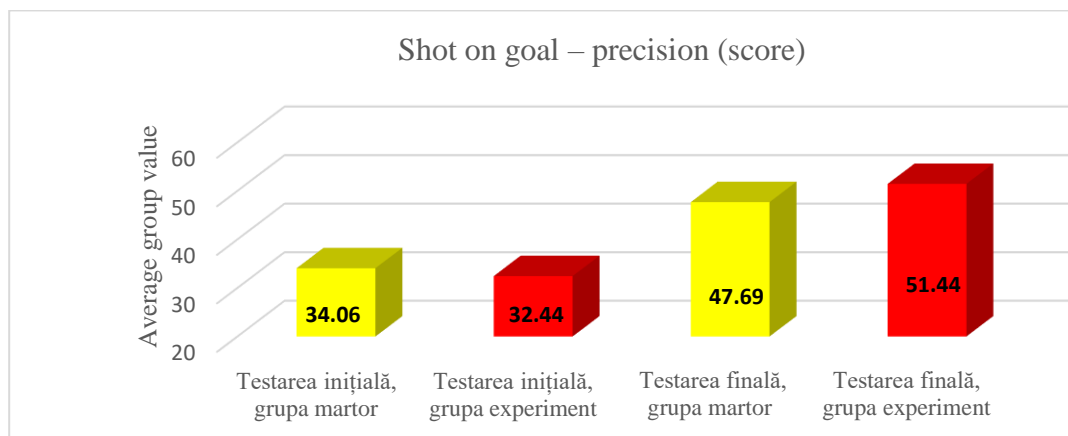 Shot on goal – precision (score)
Average group value
60
50
40
30
20
34.06
32.44
47.69
51.44
Testarea inițială,
grupa martor
Testarea inițială,
grupa experiment
Testarea finală,
grupa martor
Testarea finală,
grupa experiment